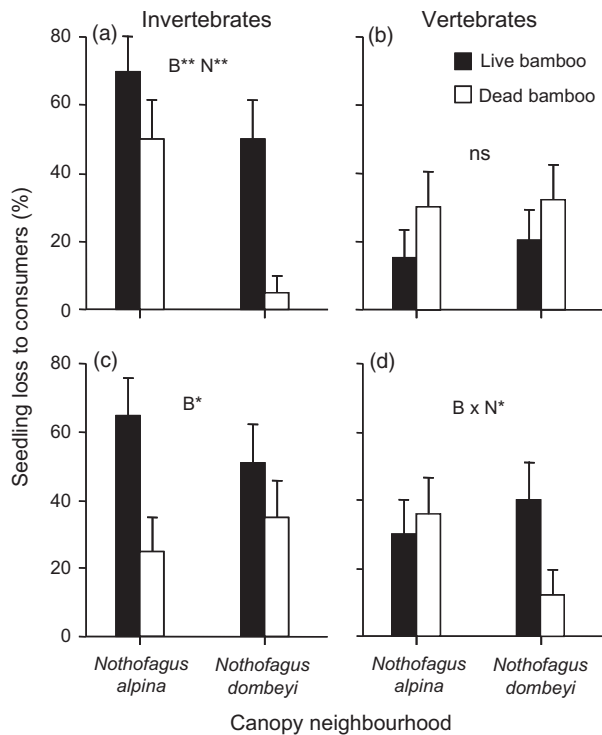 Invertebrates
Vertebrates
(a)
B** N**
(b)
Live bamboo
Dead bamboo
ns
80
60
40
20
0
(c)
B*
(d)
B x N*
80
60
40
20
0
Seedling loss to consumers (%)
Nothofagus
alpina
Nothofagus
dombeyi
Nothofagus
alpina
Nothofagus
dombeyi
Canopy neighbourhood